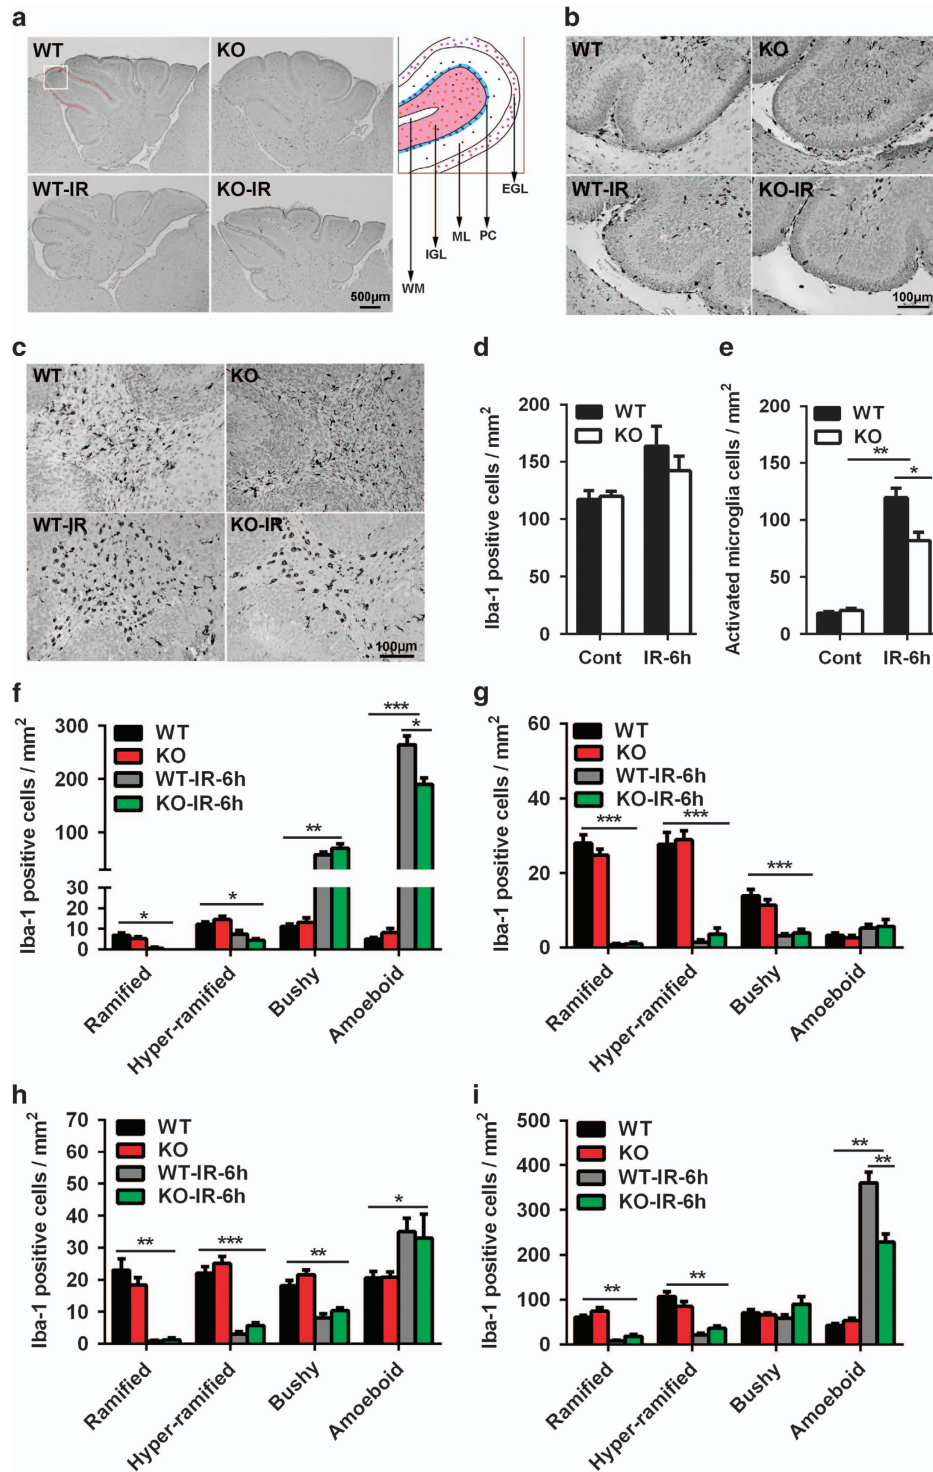 a
WT
KO
WT-IR
KO-IR
500μm
EGL
PC
ML
IGL
WM
b
WT
KO
WT-IR
KO-IR
100μm
c
WT
KO
WT-IR
KO-IR
100μm
d
Iba-1 positive cells / mm²
200
150
100
50
0
WT
KO
Cont
IR-6h
e
Activated microglia cells / mm²
200
150
100
50
0
WT
KO
**
*
Cont
IR-6h
f
Iba-1 positive cells / mm²
300
200
100
30
20
10
0
WT
KO
WT-IR-6h
KO-IR-6h
*
*
**
***
*
Ramified
Hyper-ramified
Bushy
Amoeboid
g
Iba-1 positive cells / mm²
60
40
20
0
WT
KO
WT-IR-6h
KO-IR-6h
***
***
***
Ramified
Hyper-ramified
Bushy
Amoeboid
h
Iba-1 positive cells / mm²
70
60
50
40
30
20
10
0
WT
KO
WT-IR-6h
KO-IR-6h
**
***
**
*
Ramified
Hyper-ramified
Bushy
Amoeboid
i
Iba-1 positive cells / mm²
500
400
300
200
100
0
WT
KO
WT-IR-6h
KO-IR-6h
**
**
**
**
Ramified
Hyper-ramified
Bushy
Amoeboid